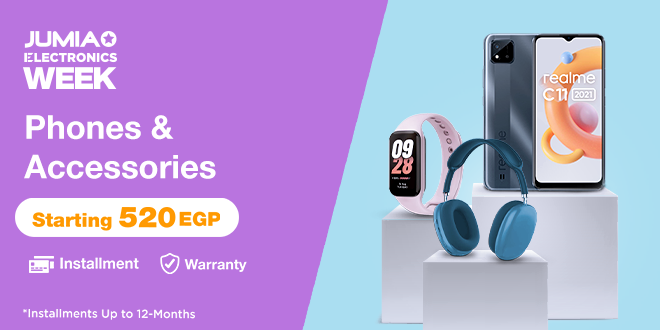 JUMIA
ELECTRONICS
WEEK
Phones &
Accessories
Starting 520 EGP
Installment
Warranty
*Installments Up to 12-Months
09
28
realme
realme
C11 2021